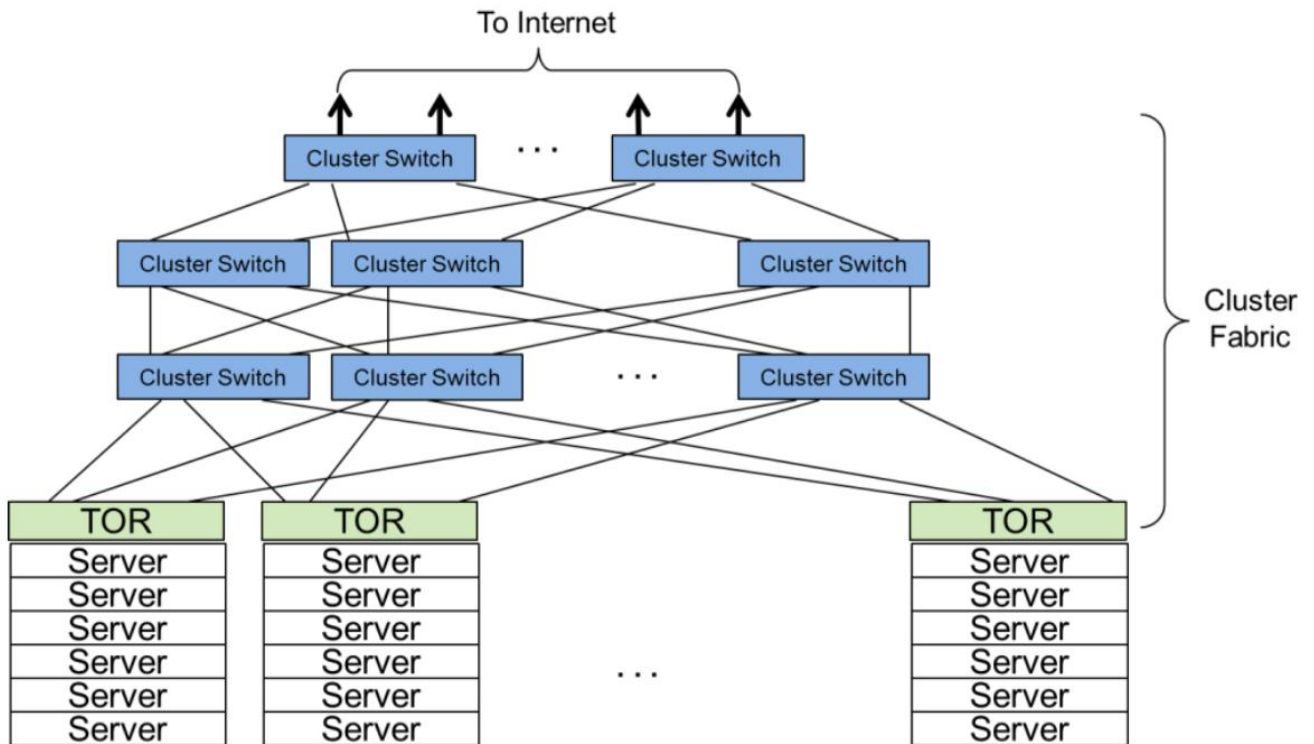 To Internet
Cluster Switch ... Cluster Switch
Cluster Switch Cluster Switch Cluster Switch
Cluster Fabric
Cluster Switch Cluster Switch ... Cluster Switch
TOR TOR TOR
Server Server Server
Server Server Server
Server Server Server
Server Server ... Server
Server Server Server
Server Server Server